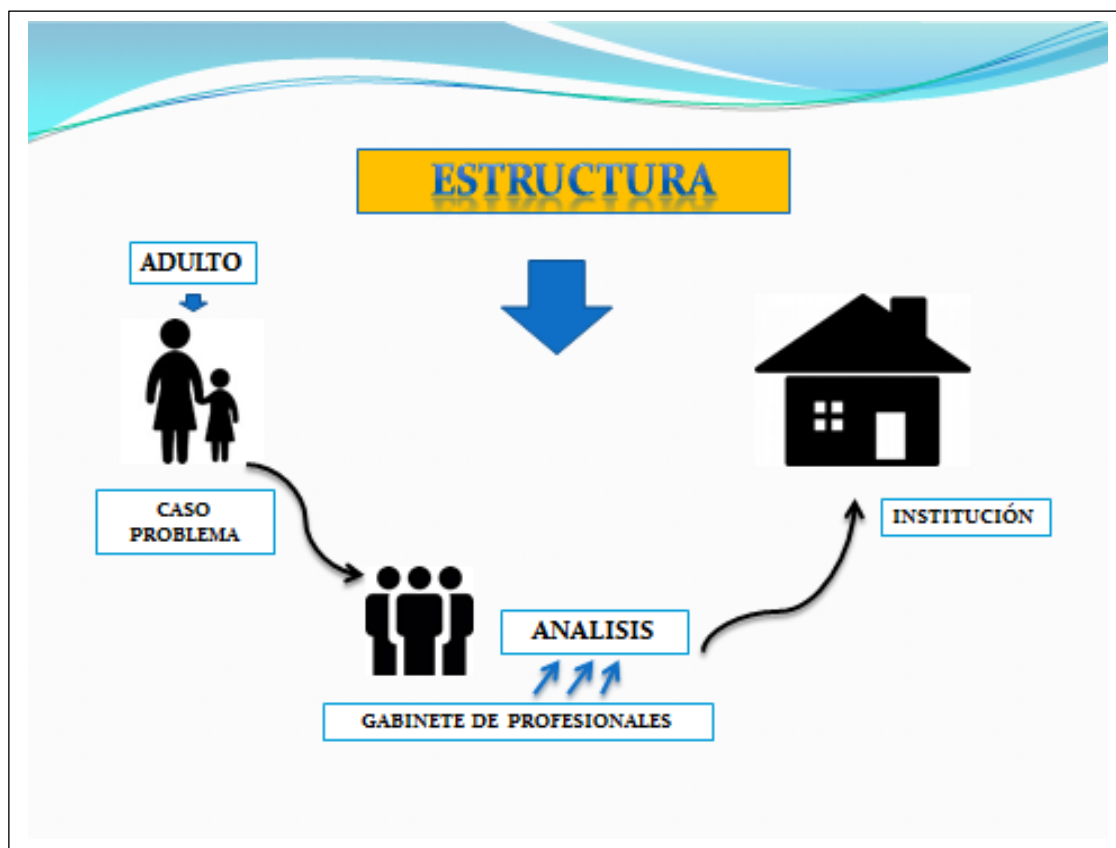 ESTRUCTURA
ADULTO
CASO
PROBLEMA
INSTITUCIÓN
ANALISIS
GABINETE DE PROFESIONALES